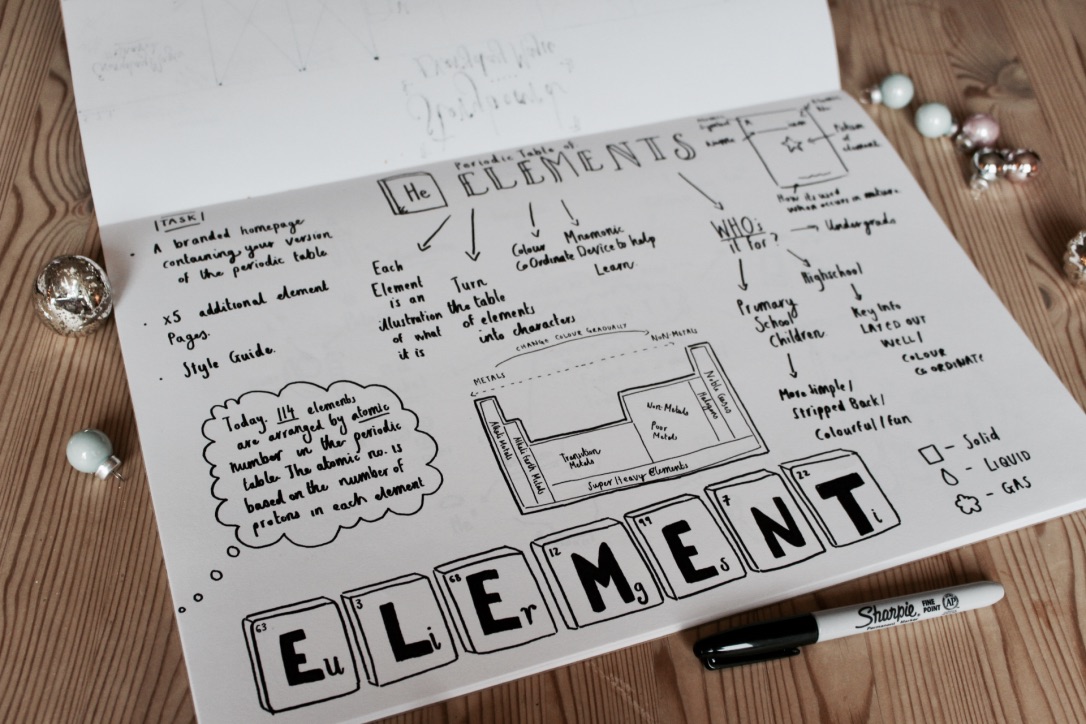 Periodic Table of
He
ELEMENTS
|TASK|
· A branded homepage
containing your version
of the periodic table
· x5 additional element
Pages.
· Style Guide.
Each
Element
is an
illustration
of what
it is
Turn
the table
of elements
into characters
Colour
CoOrdinate
Mnemonic
Device to help
Learn.
WHO's
it for?
Undergrads
Highschool
Key Info
LAYED OUT
WELL/
COLOUR
CO ORDINATE
Primary
School
Children
More simple/
Stripped Back/
Colourful/fun
How its used
when occurs in nature.
CHANGE COLOUR GRADUALLY
METALS
NON-METALS
Alkali Metals
Alkali Earth Metals
Transition
Metals
Non-Metals
Poor
Metals
Halogens
Noble Gases
Super Heavy Elements
Today, 114 elements
are arranged by atomic
number in the periodic
table. The atomic no. is
based on the number of
protons in each element
- Solid
- LIQUID
- GAS
63 Eu
3 Li
68 Er
12 Mg
99 Es
7 N
22 Ti
Sharpie.
FINE
POINT
AP
Permanent Marker